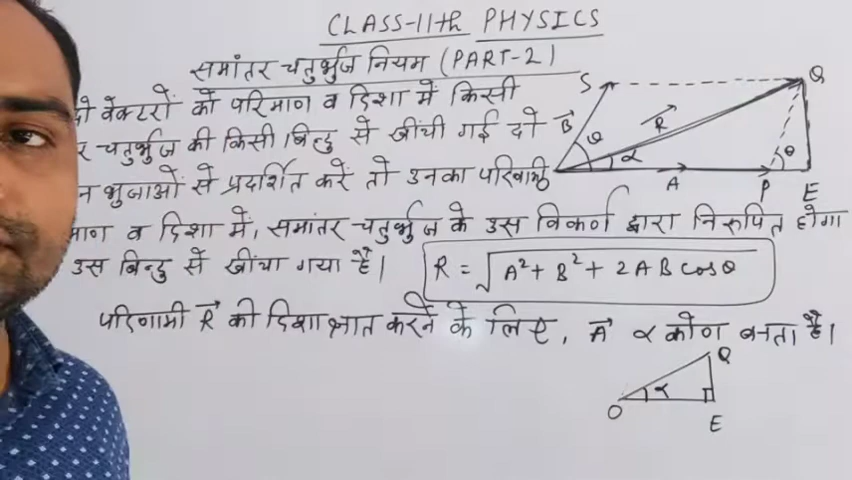 CLASS-11th PHYSICS
समांतर चतुर्भुज नियम (PART-2)
वेक्टरों को परिमाण व दिशा में किसी
चतुर्भुज की किसी बिन्दु से खींची गई दो
भुजाओं से प्रदर्शित करें तो उनका परिणामी
व दिशा में, समांतर चतुर्भुज के उस विकर्ण द्वारा निरुपित होगा
उस बिन्दु से खींचा गया है।
R = √A² + B² + 2AB cosθ
परिणामी R⃗ की दिशा ज्ञात करने के लिए, A⃗ α कोण बनता है।
S Q
B⃗ θ R⃗ α θ
O A P E
Q
α
O E